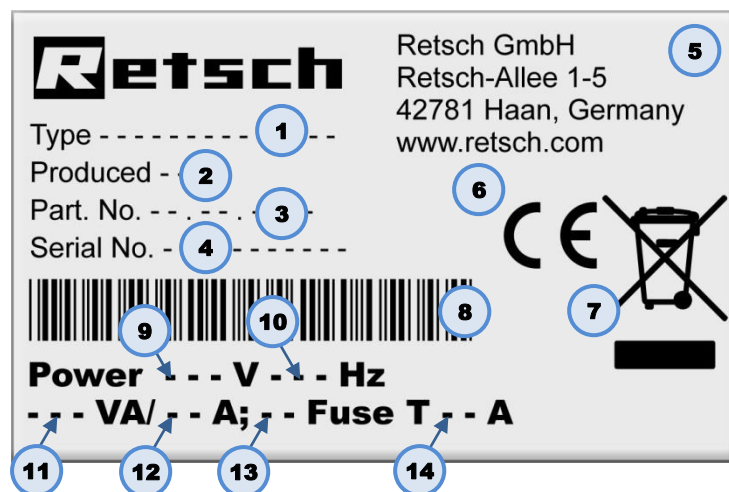 Retsch
Retsch GmbH
Retsch-Allee 1-5
42781 Haan, Germany
www.retsch.com
5
Type - - - - - - - - - - 1 - -
Produced - - 2
Part. No. - - . - - . - 3 -
Serial No. - 4 - - - - - - -
6
CE
7
8
9
10
Power - - - V - - - Hz
- - - VA/ - - A; - - Fuse T - - A
11
12
13
14